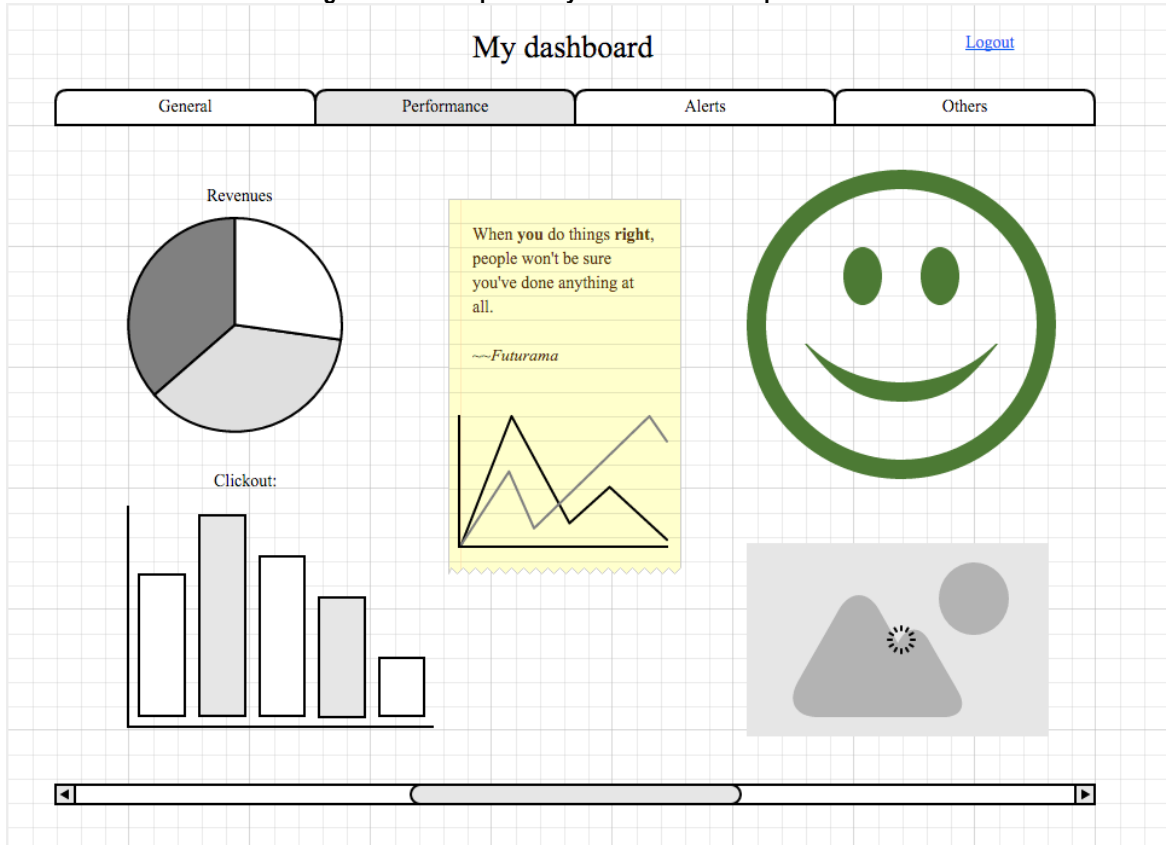 My dashboard
Logout
General
Performance
Alerts
Others
Revenues
When you do things right,
people won't be sure
you've done anything at
all.
~~Futurama
Clickout: